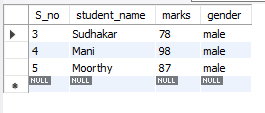 S_no student_name marks gender
3 Sudhakar 78 male
4 Mani 98 male
5 Moorthy 87 male
NULL NULL NULL NULL